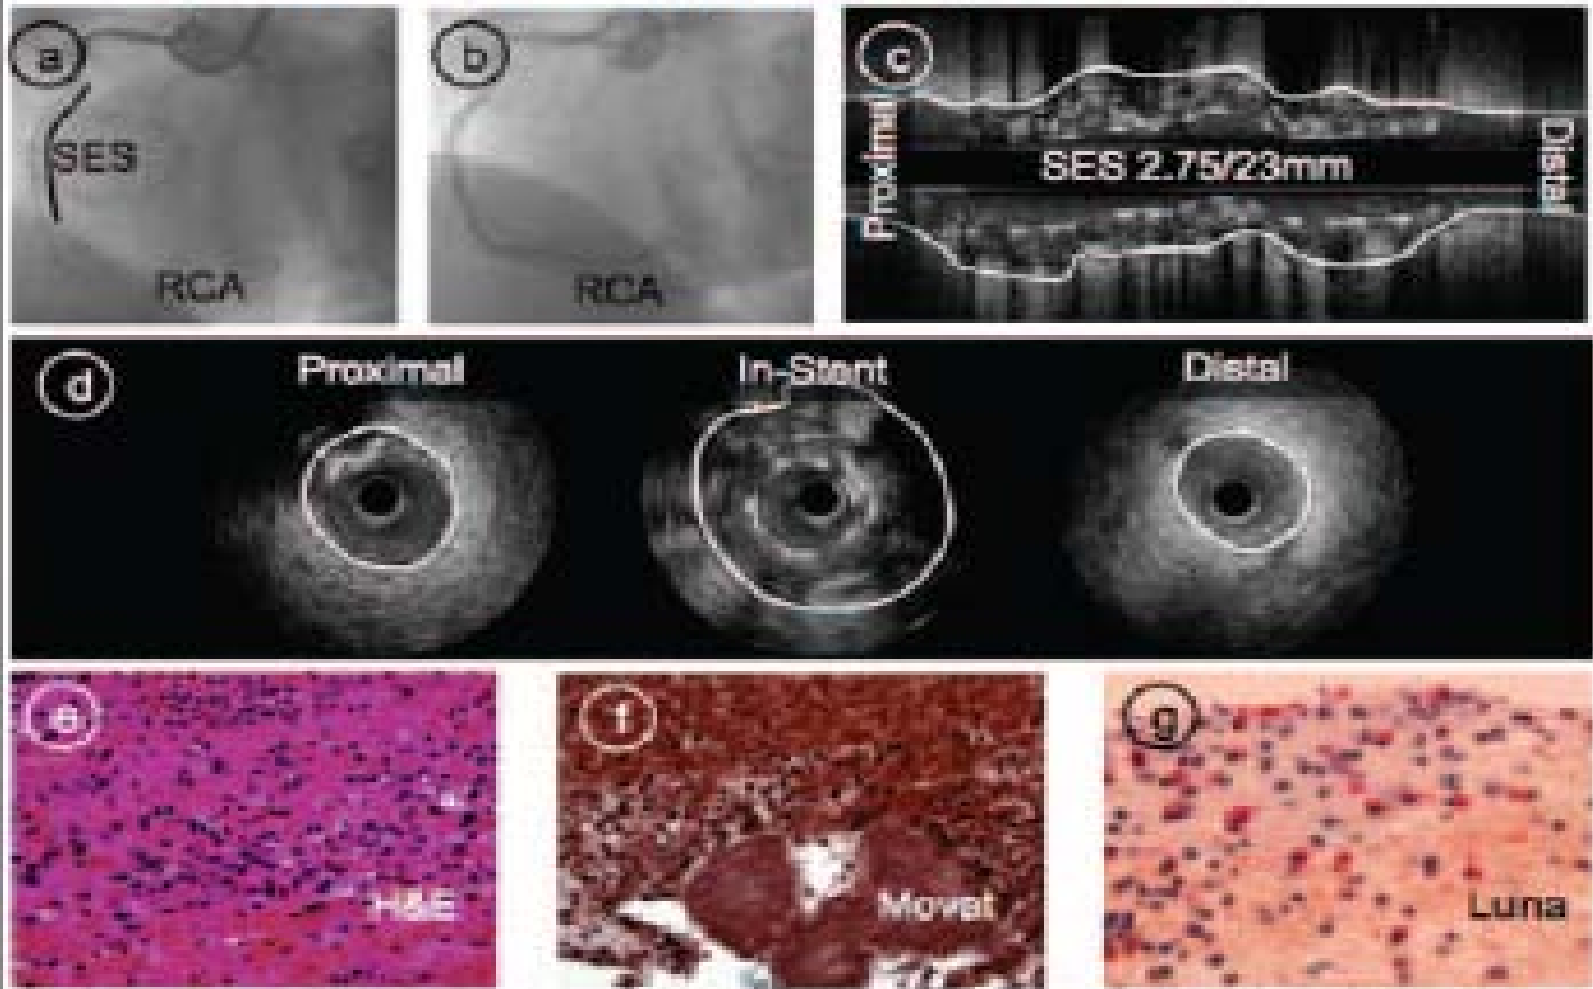 a
b
c
SES
RCA
RCA
Proximal
SES 2.75/23mm
Distal
d
Proximal
In-Stent
Distal
e
H&E
f
Movat
g
Luna